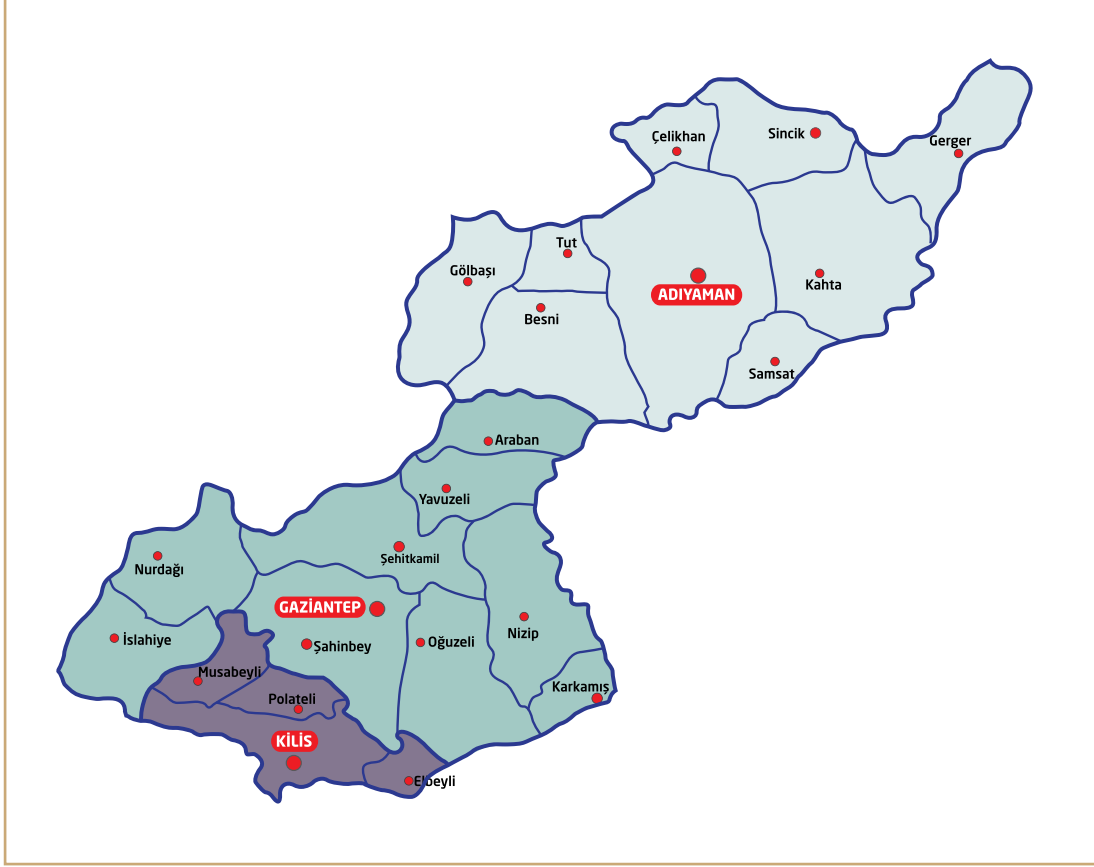 Çelikhan
Sincik
Gerger
Tut
Gölbaşı
ADIYAMAN
Kahta
Besni
Samsat
Araban
Yavuzeli
Şehitkamil
Nurdağı
GAZİANTEP
İslahiye
Şahinbey
Oğuzeli
Nizip
Musabeyli
Karkamış
Polateli
KİLİS
Elbeyli